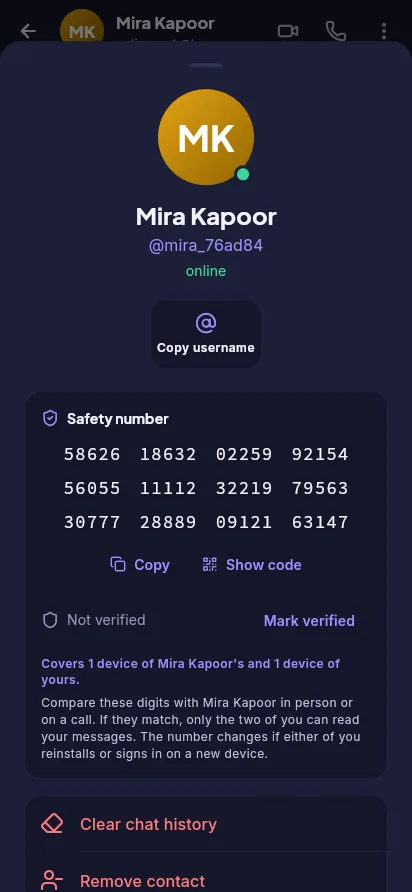 MK
Mira Kapoor
MK
Mira Kapoor
@mira_76ad84
online
Copy username
Safety number
58626 18632 02259 92154
56055 11112 32219 79563
30777 28889 09121 63147
Copy Show code
Not verified Mark verified
Covers 1 device of Mira Kapoor's and 1 device of
yours.
Compare these digits with Mira Kapoor in person or
on a call. If they match, only the two of you can read
your messages. The number changes if either of you
reinstalls or signs in on a new device.
Clear chat history
Remove contact